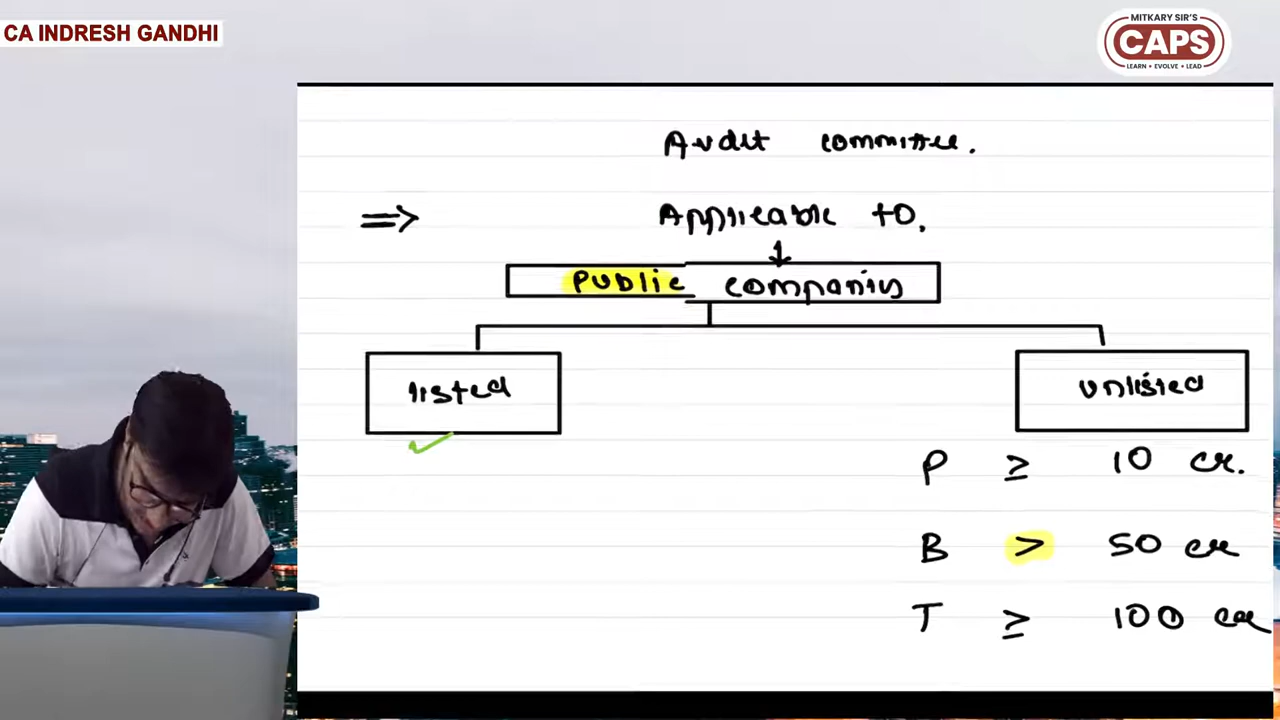 CA INDRESH GANDHI
MITKARY SIR'S
CAPS
LEARN • EVOLVE • LEAD
Audit committee.
⇒ Applicable to,
↓
Public companies
listed unlisted
✓
P ≥ 10 cr.
B > 50 cr
T ≥ 100 cr